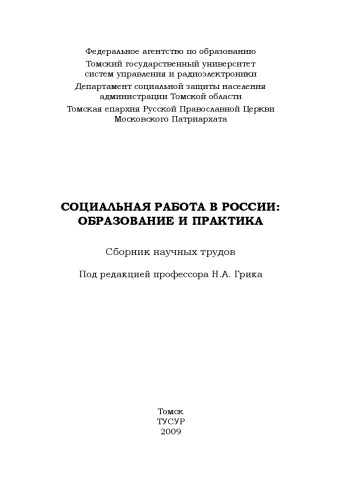 Федеральное агентство по образованию
Томский государственный университет
систем управления и радиоэлектроники
Департамент социальной защиты населения
администрации Томской области
Томская епархия Русской Православной Церкви
Московского Патриархата
СОЦИАЛЬНАЯ РАБОТА В РОССИИ:
ОБРАЗОВАНИЕ И ПРАКТИКА
Сборник научных трудов
Под редакцией профессора Н.А. Грика
Томск
ТУСУР
2009